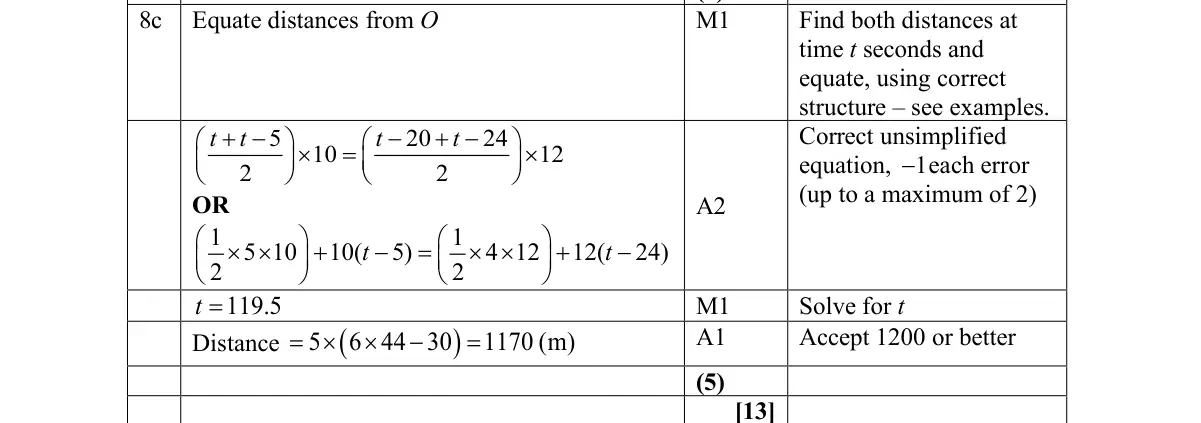 8c Equate distances from O M1 Find both distances at
time t seconds and
equate, using correct
structure – see examples.
((t + t − 5)/2) × 10 = ((t − 20 + t − 24)/2) × 12 Correct unsimplified
equation, −1 each error
(up to a maximum of 2)
OR A2
(1/2 × 5 × 10) + 10(t − 5) = (1/2 × 4 × 12) + 12(t − 24)
t = 119.5 M1 Solve for t
Distance = 5 × (6 × 44 − 30) = 1170 (m) A1 Accept 1200 or better
(5)
[13]